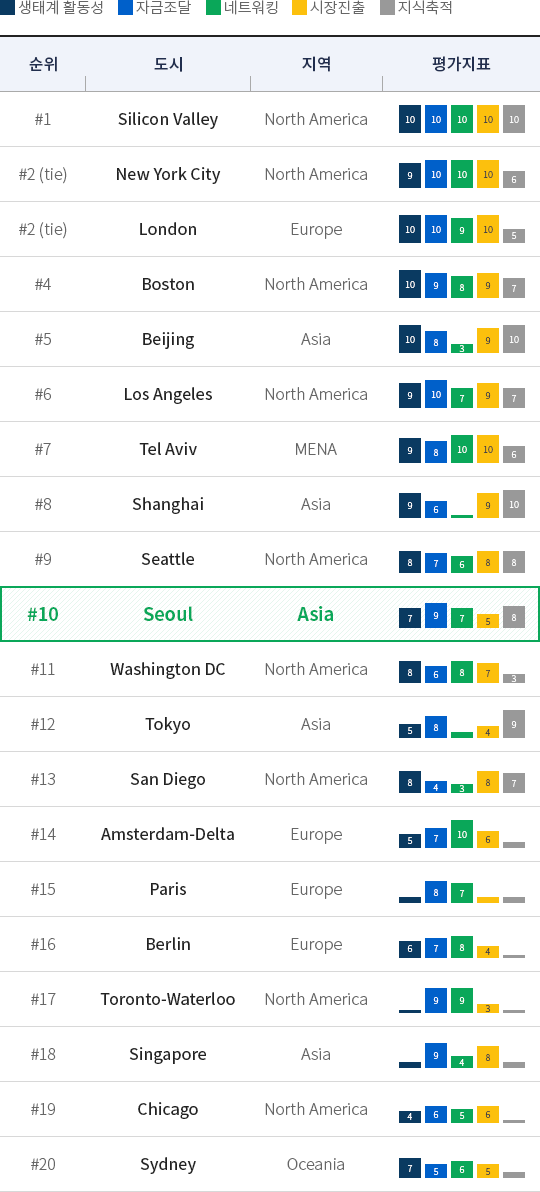 생태계 활동성 자금조달 네트워킹 시장진출 지식축적
순위 도시 지역 평가지표
#1 Silicon Valley North America 10 10 10 10 10
#2 (tie) New York City North America 9 10 10 10 6
#2 (tie) London Europe 10 10 9 10 5
#4 Boston North America 10 9 8 9 7
#5 Beijing Asia 10 8 3 9 10
#6 Los Angeles North America 9 10 7 9 7
#7 Tel Aviv MENA 9 8 10 10 6
#8 Shanghai Asia 9 6 9 10
#9 Seattle North America 8 7 6 8 8
#10 Seoul Asia 7 9 7 5 8
#11 Washington DC North America 8 6 8 7 3
#12 Tokyo Asia 5 8 4 9
#13 San Diego North America 8 4 3 8 7
#14 Amsterdam-Delta Europe 5 7 10 6
#15 Paris Europe 8 7
#16 Berlin Europe 6 7 8 4
#17 Toronto-Waterloo North America 9 9 3
#18 Singapore Asia 9 4 8
#19 Chicago North America 4 6 5 6
#20 Sydney Oceania 7 5 6 5